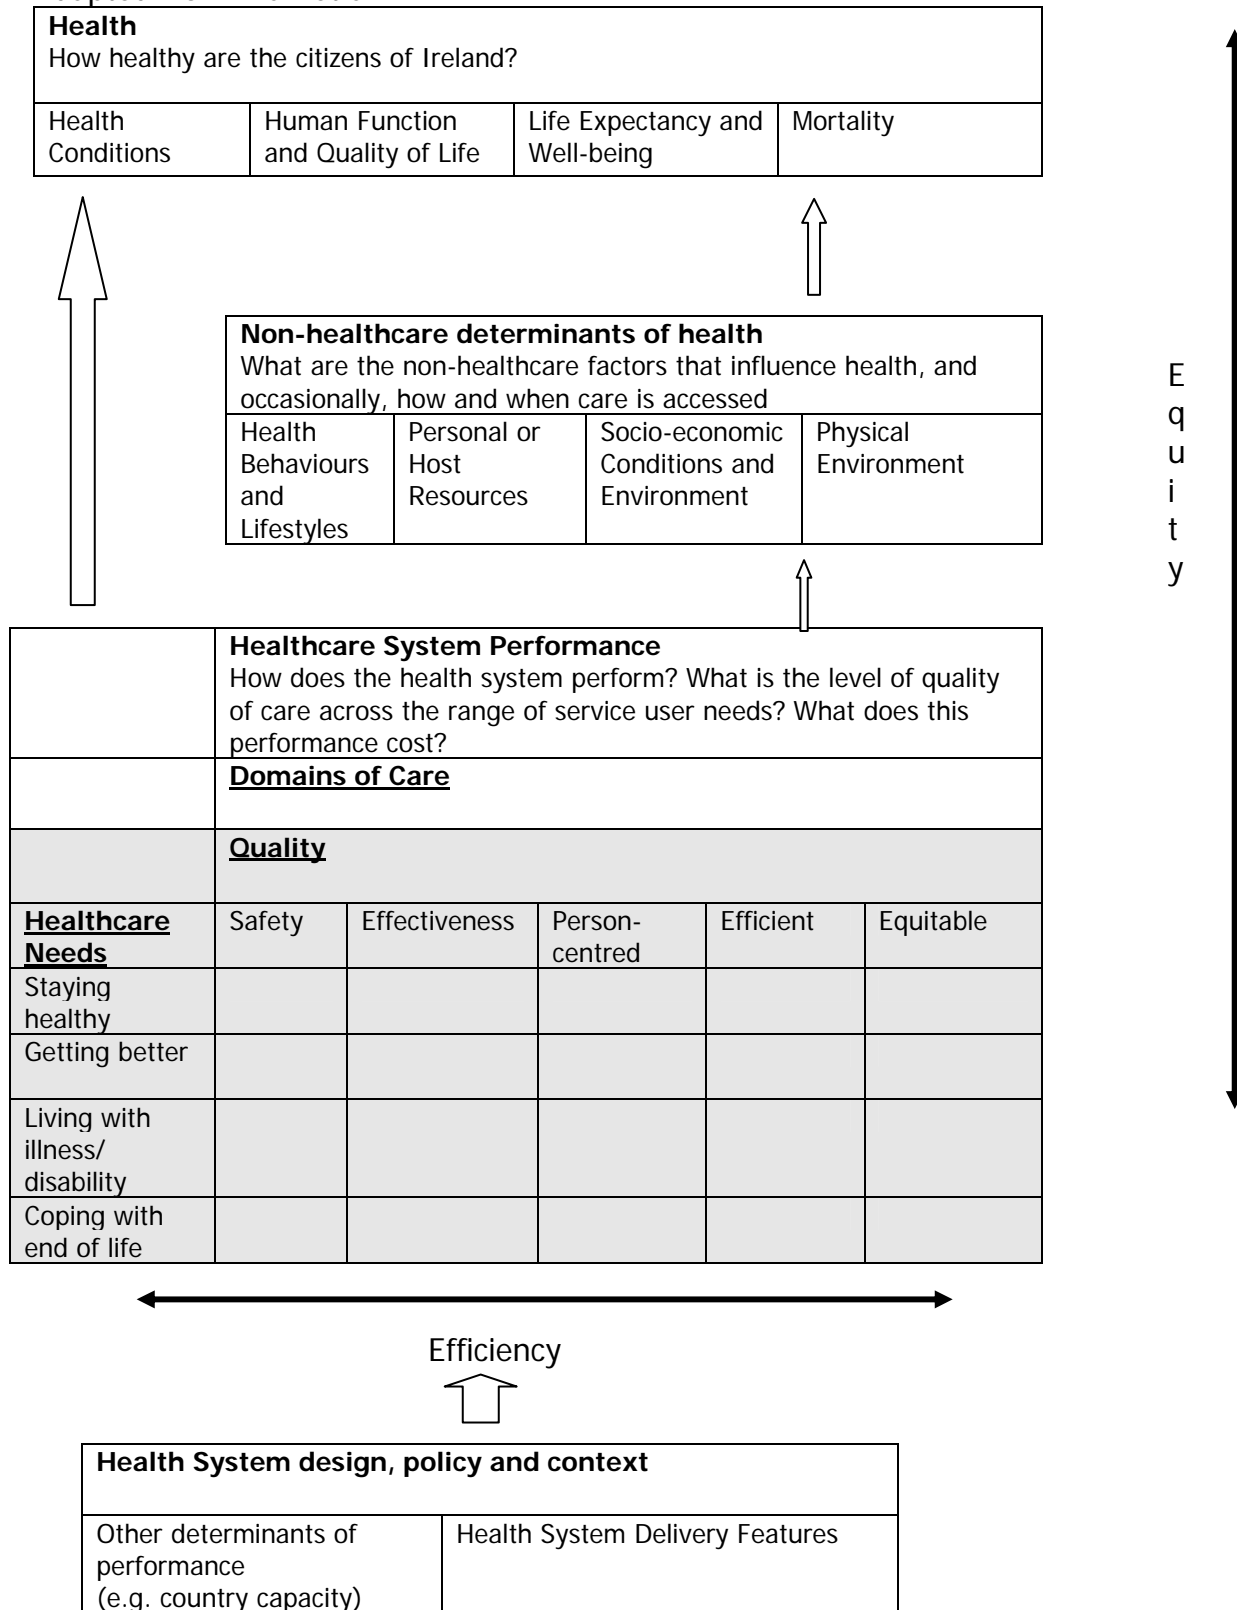 Health
How healthy are the citizens of Ireland?
Health
Conditions
Human Function
and Quality of Life
Life Expectancy and
Well-being
Mortality
Non-healthcare determinants of health
What are the non-healthcare factors that influence health, and
occasionally, how and when care is accessed
Health
Behaviours
and
Lifestyles
Personal or
Host
Resources
Socio-economic
Conditions and
Environment
Physical
Environment
E
q
u
i
t
y
Healthcare System Performance
How does the health system perform? What is the level of quality
of care across the range of service user needs? What does this
performance cost?
Domains of Care
Quality
Healthcare
Needs
Safety
Effectiveness
Person-
centred
Efficient
Equitable
Staying
healthy
Getting better
Living with
illness/
disability
Coping with
end of life
Efficiency
Health System design, policy and context
Other determinants of
performance
(e.g. country capacity)
Health System Delivery Features